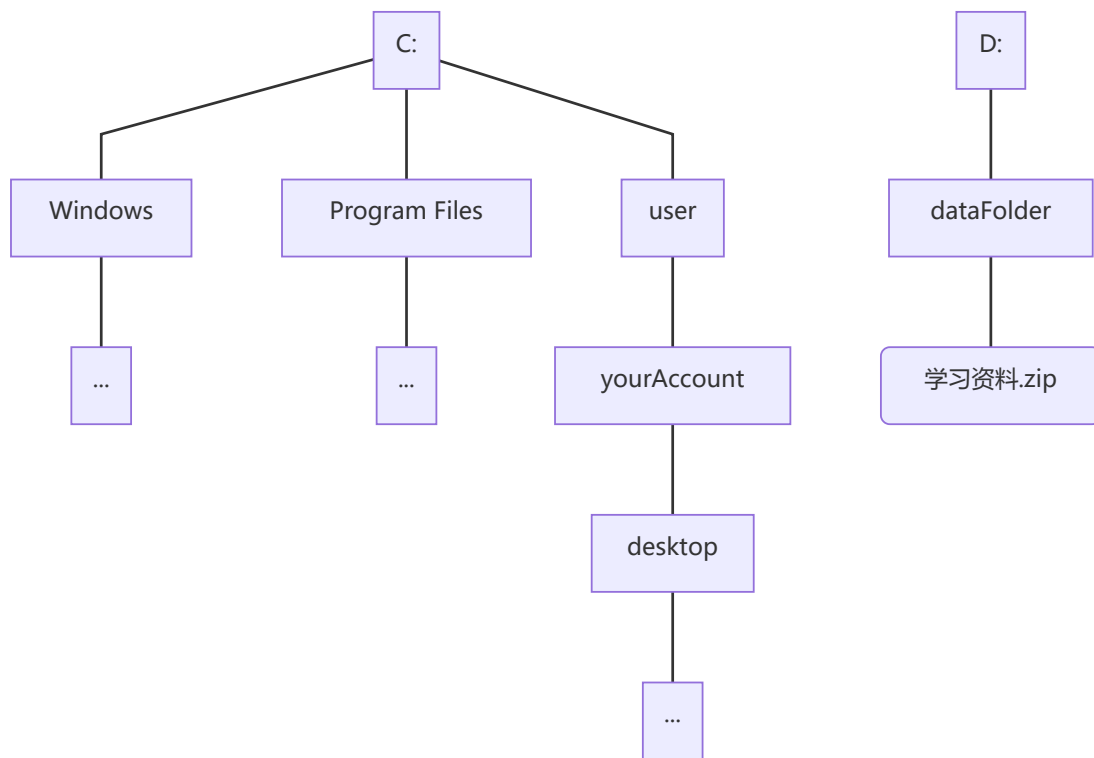 C:
D:
Windows
Program Files
user
dataFolder
...
...
yourAccount
学习资料.zip
desktop
...